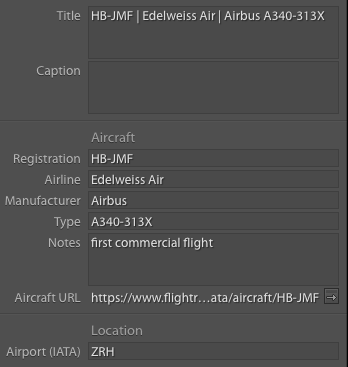 Title HB-JMF | Edelweiss Air | Airbus A340-313X
Caption
Aircraft
Registration HB-JMF
Airline Edelweiss Air
Manufacturer Airbus
Type A340-313X
Notes first commercial flight
Aircraft URL https://www.flightr...ata/aircraft/HB-JMF
Location
Airport (IATA) ZRH